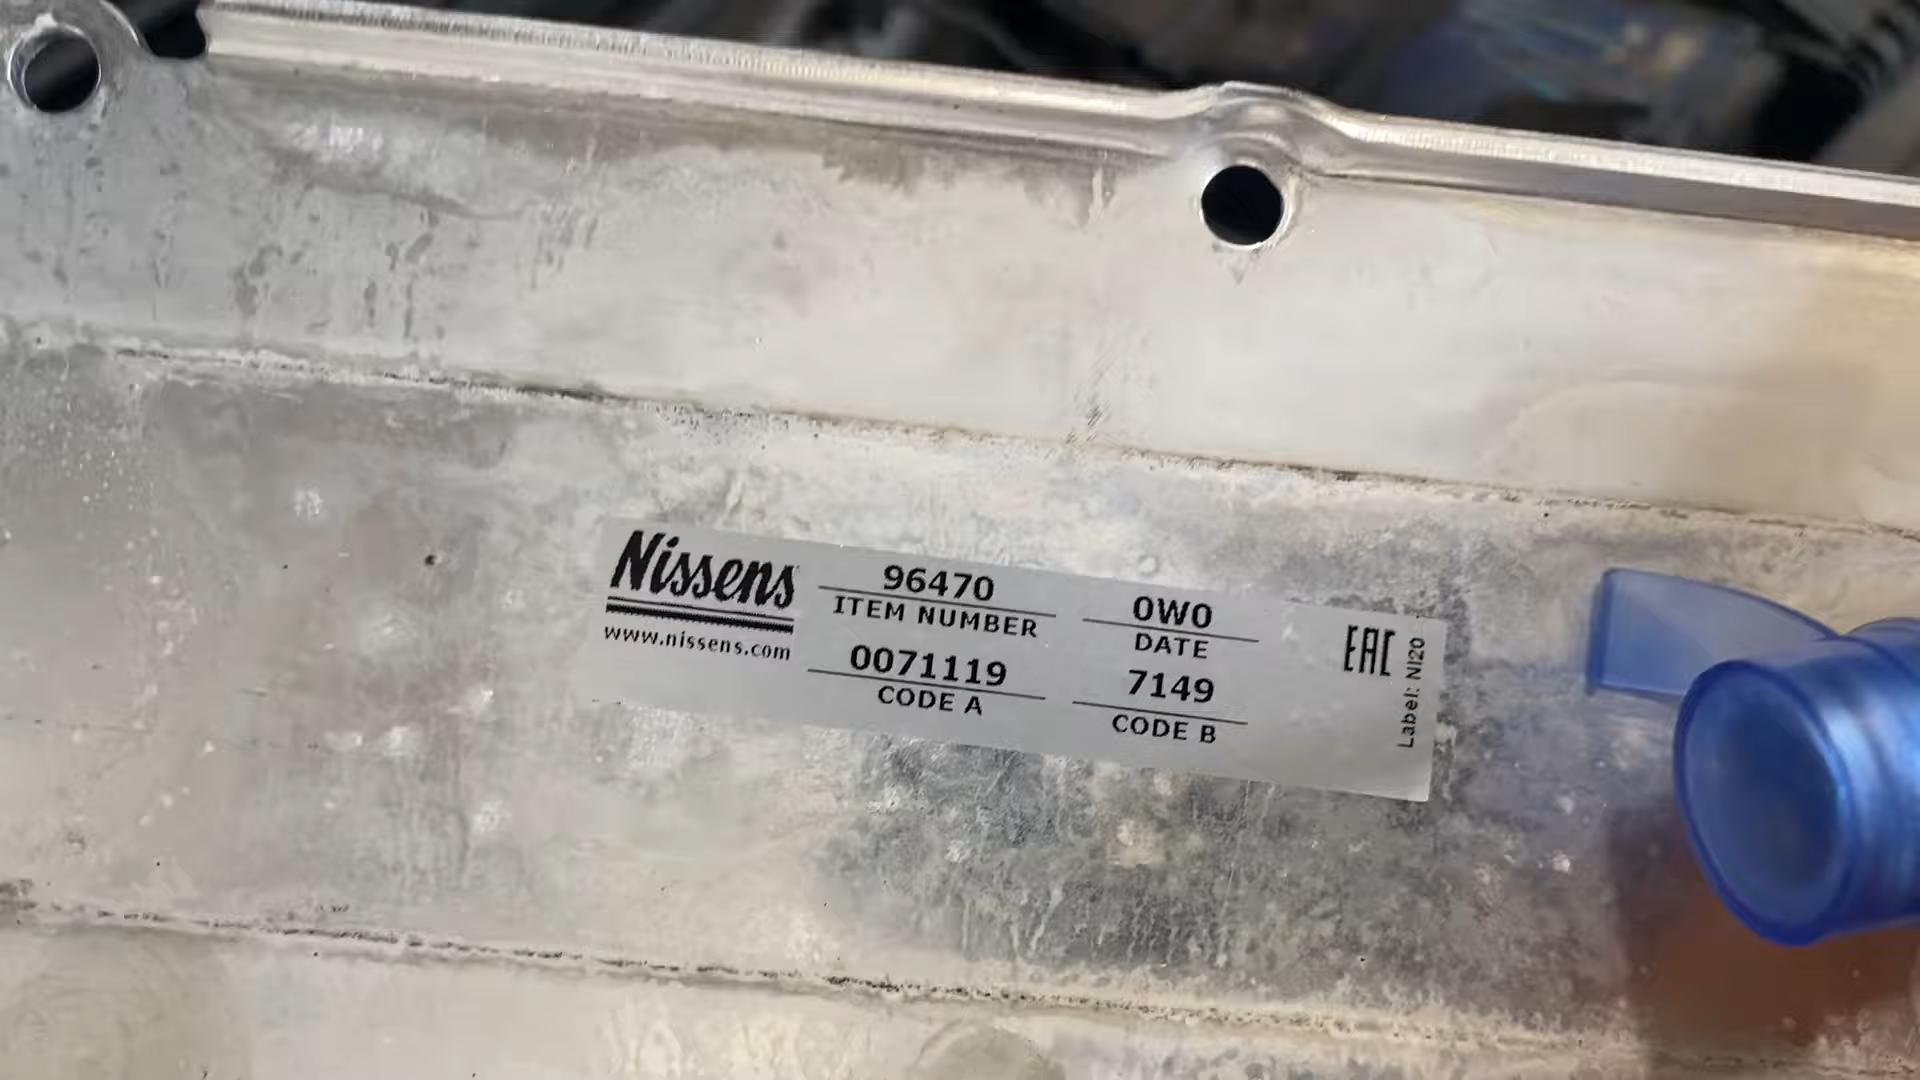 Nissens
www.nissens.com
96470
ITEM NUMBER
0071119
CODE A
0W0
DATE
7149
CODE B
EAC
Label: NI20